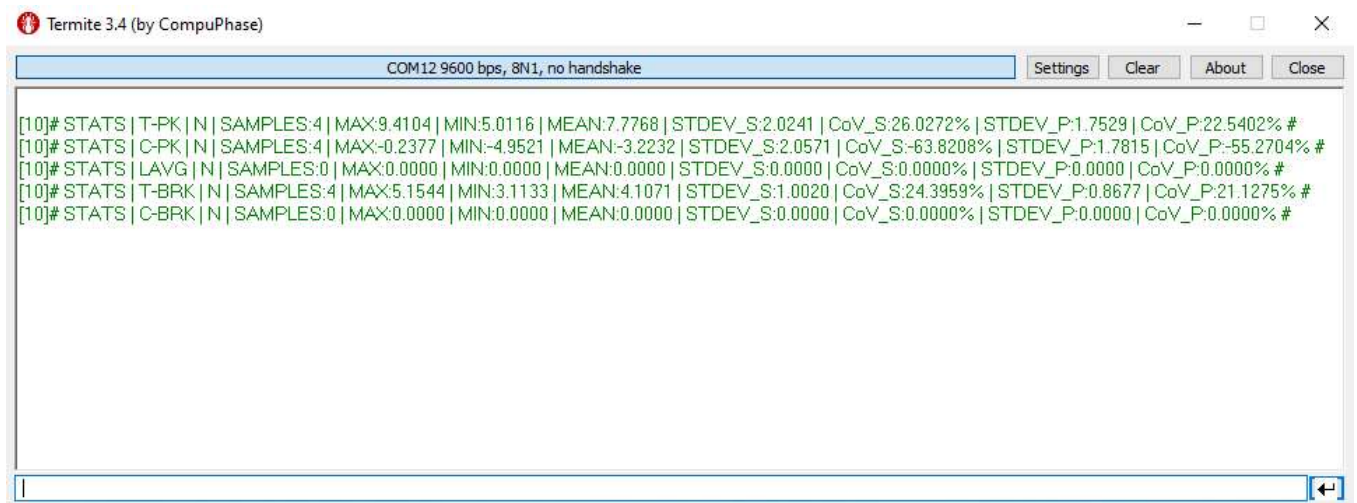 Termite 3.4 (by CompuPhase)
COM12 9600 bps, 8N1, no handshake Settings Clear About Close
[10]# STATS | T-PK | N | SAMPLES:4 | MAX:9.4104 | MIN:5.0116 | MEAN:7.7768 | STDEV_S:2.0241 | CoV_S:26.0272% | STDEV_P:1.7529 | CoV_P:22.5402% #
[10]# STATS | C-PK | N | SAMPLES:4 | MAX:-0.2377 | MIN:-4.9521 | MEAN:-3.2232 | STDEV_S:2.0571 | CoV_S:-63.8208% | STDEV_P:1.7815 | CoV_P:-55.2704% #
[10]# STATS | LAVG | N | SAMPLES:0 | MAX:0.0000 | MIN:0.0000 | MEAN:0.0000 | STDEV_S:0.0000 | CoV_S:0.0000% | STDEV_P:0.0000 | CoV_P:0.0000% #
[10]# STATS | T-BRK | N | SAMPLES:4 | MAX:5.1544 | MIN:3.1133 | MEAN:4.1071 | STDEV_S:1.0020 | CoV_S:24.3959% | STDEV_P:0.8677 | CoV_P:21.1275% #
[10]# STATS | C-BRK | N | SAMPLES:0 | MAX:0.0000 | MIN:0.0000 | MEAN:0.0000 | STDEV_S:0.0000 | CoV_S:0.0000% | STDEV_P:0.0000 | CoV_P:0.0000% #